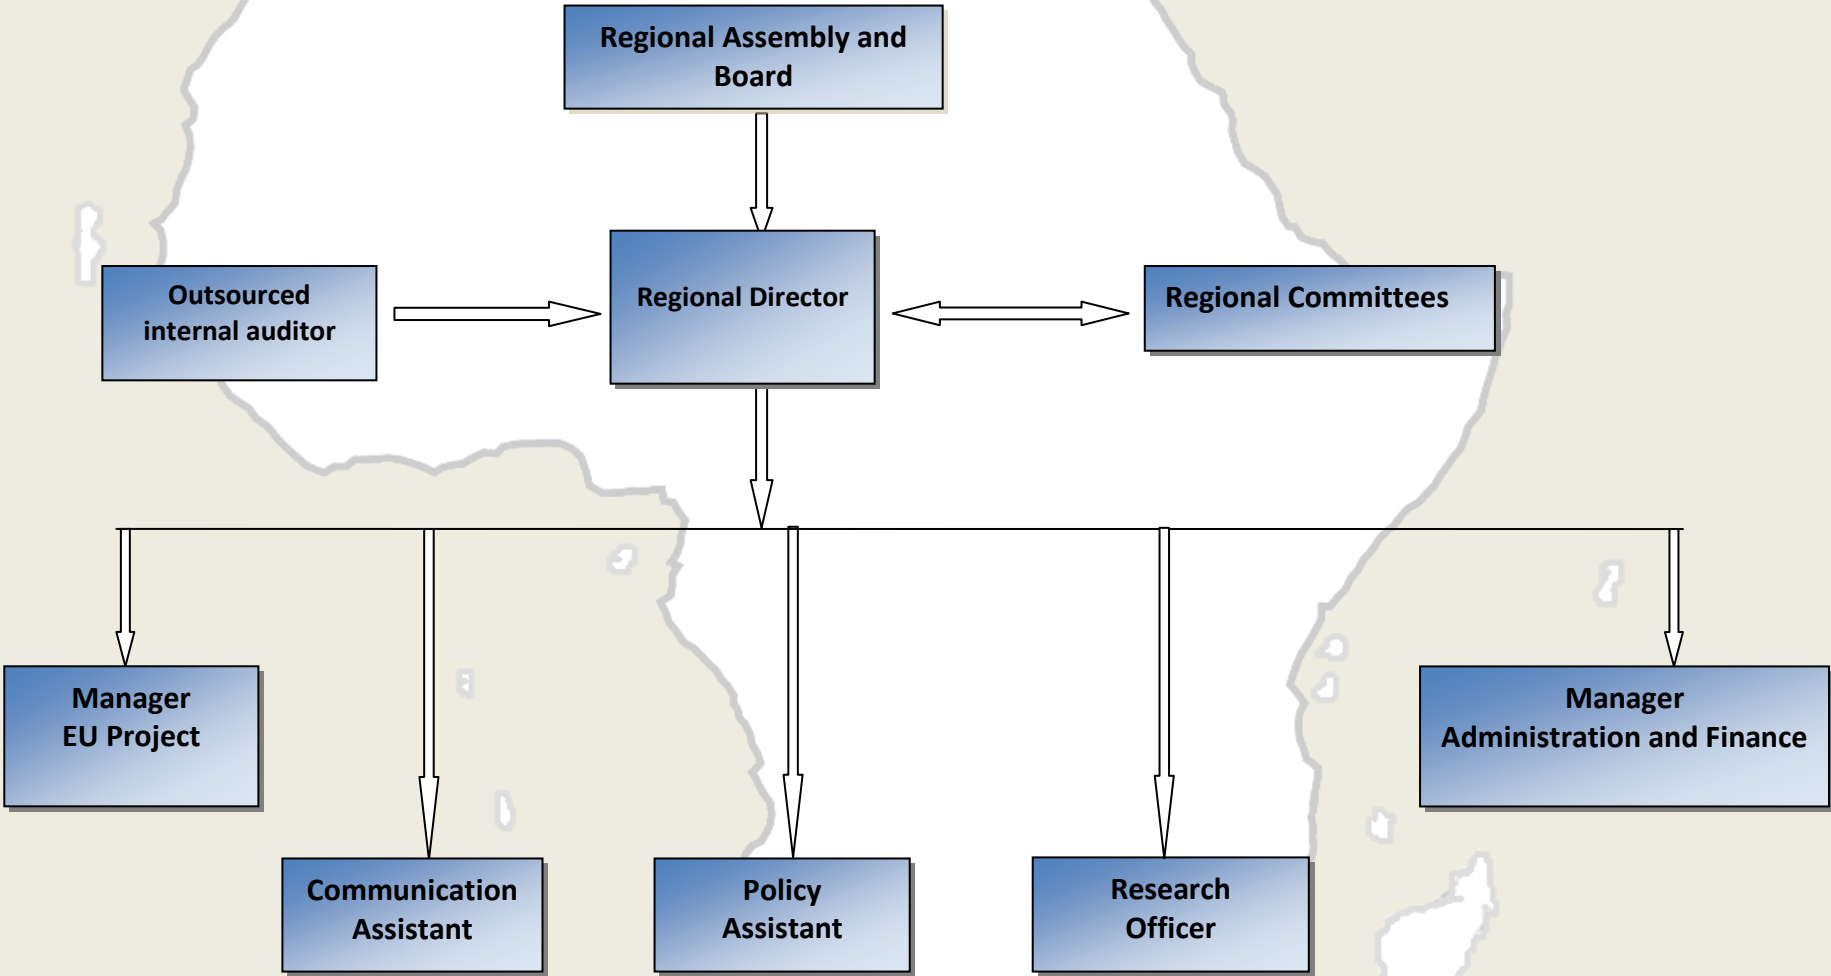 Regional Assembly and
Board
Outsourced
internal auditor
Regional Director
Regional Committees
Manager
EU Project
Manager
Administration and Finance
Communication
Assistant
Policy
Assistant
Research
Officer